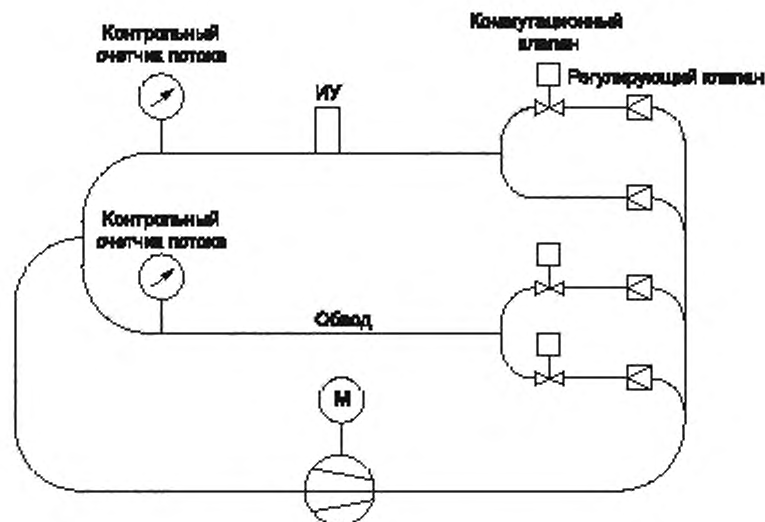 Контрольный
счетчик потока
ИУ
Коммутационный
клапан
Регулирующий клапан
Контрольный
счетчик потока
Обвод
М